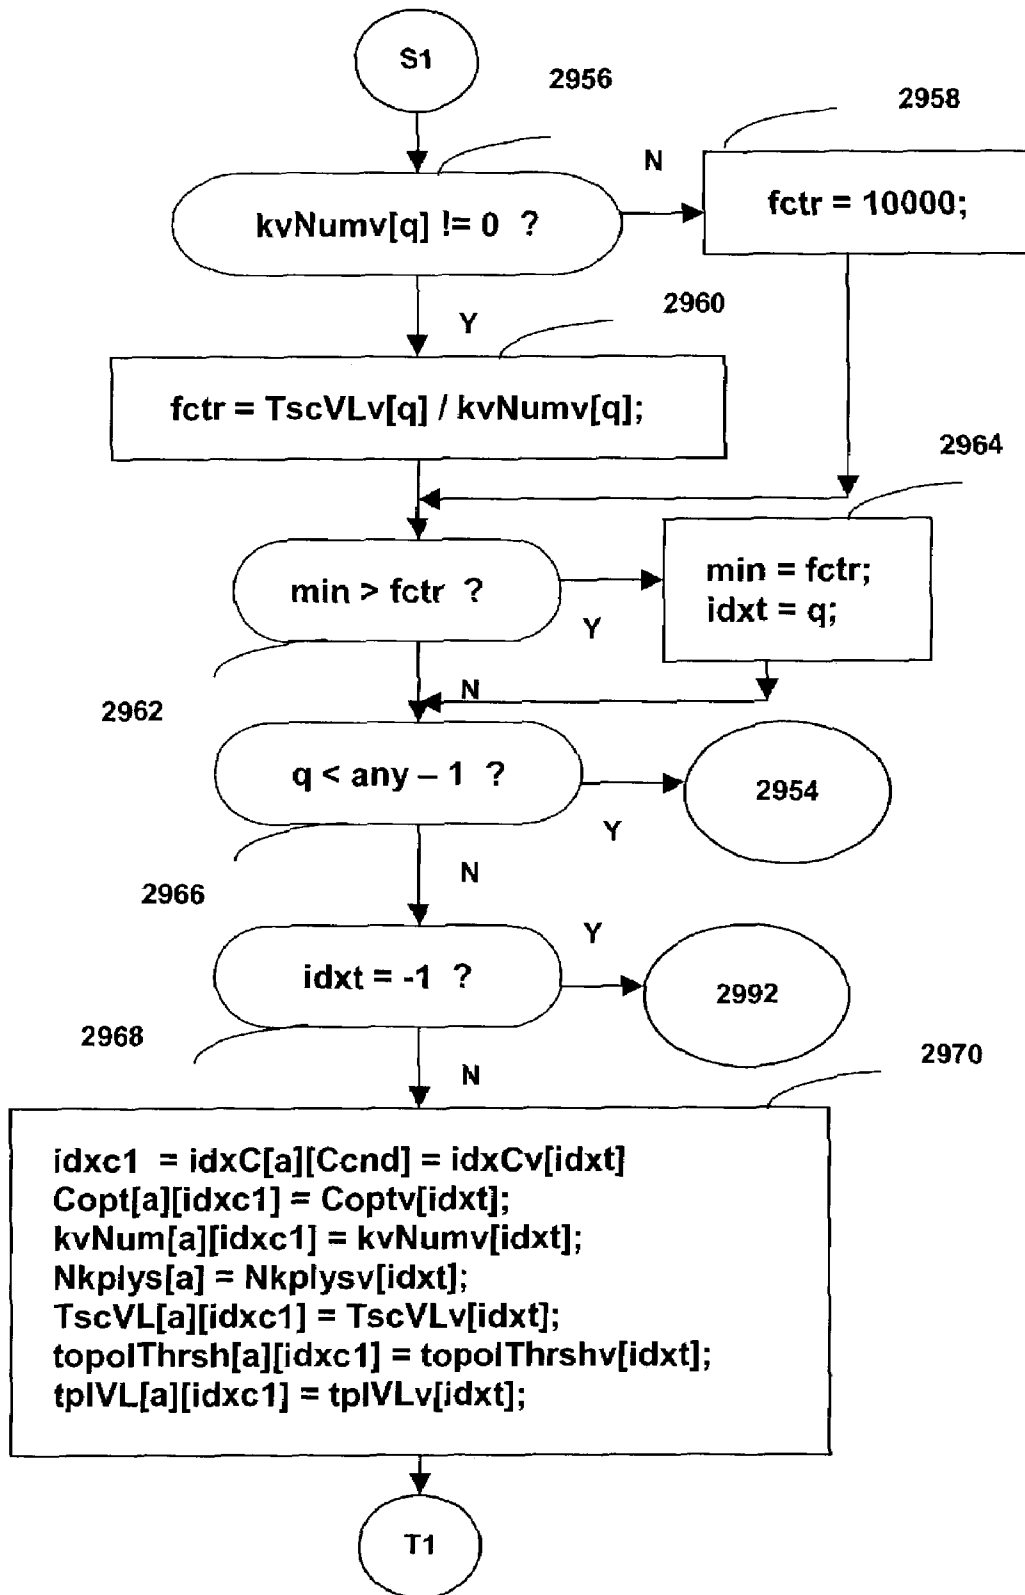 S1
2956
2958
N
kvNumv[q] != 0 ?
fctr = 10000;
2960
Y
fctr = TscVLv[q] / kvNumv[q];
2964
min > fctr ?
min = fctr;
idxt = q;
Y
N
2962
q < any – 1 ?
2954
Y
2966
N
Y
idxt = -1 ?
2992
2968
N
2970
idxc1 = idxC[a][Ccnd] = idxCv[idxt]
Copt[a][idxc1] = Coptv[idxt];
kvNum[a][idxc1] = kvNumv[idxt];
Nkplys[a] = Nkplysv[idxt];
TscVL[a][idxc1] = TscVLv[idxt];
topolThrsh[a][idxc1] = topolThrshv[idxt];
tplVL[a][idxc1] = tplVLv[idxt];
T1